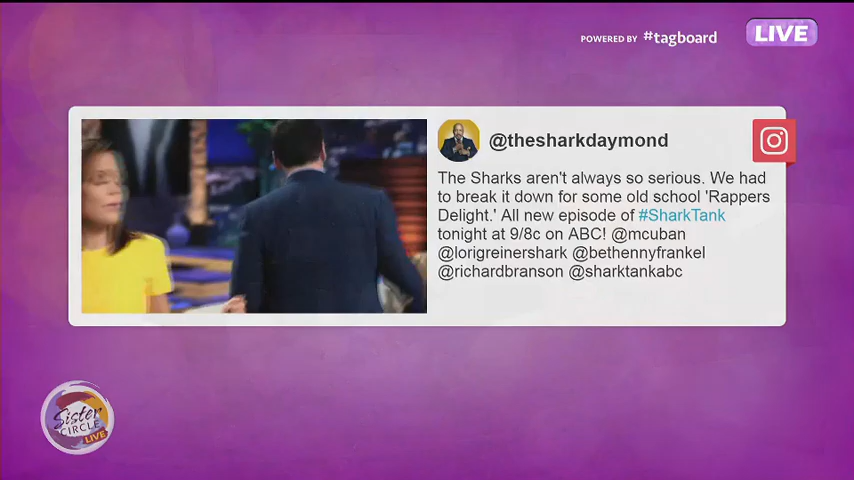 POWERED BY #tagboard
LIVE
@thesharkdaymond
The Sharks aren't always so serious. We had
to break it down for some old school 'Rappers
Delight.' All new episode of #SharkTank
tonight at 9/8c on ABC! @mcuban
@lorigreinershark @bethennyfrankel
@richardbranson @sharktankabc
Sister
CIRCLE
LIVE